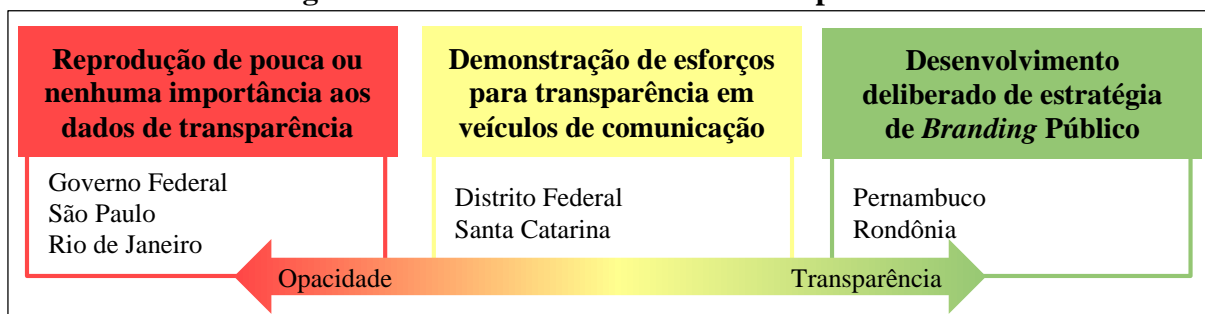 Reprodução de pouca ou
nenhuma importância aos
dados de transparência
Governo Federal
São Paulo
Rio de Janeiro
Demonstração de esforços
para transparência em
veículos de comunicação
Distrito Federal
Santa Catarina
Desenvolvimento
deliberado de estratégia
de Branding Público
Pernambuco
Rondônia
Opacidade
Transparência